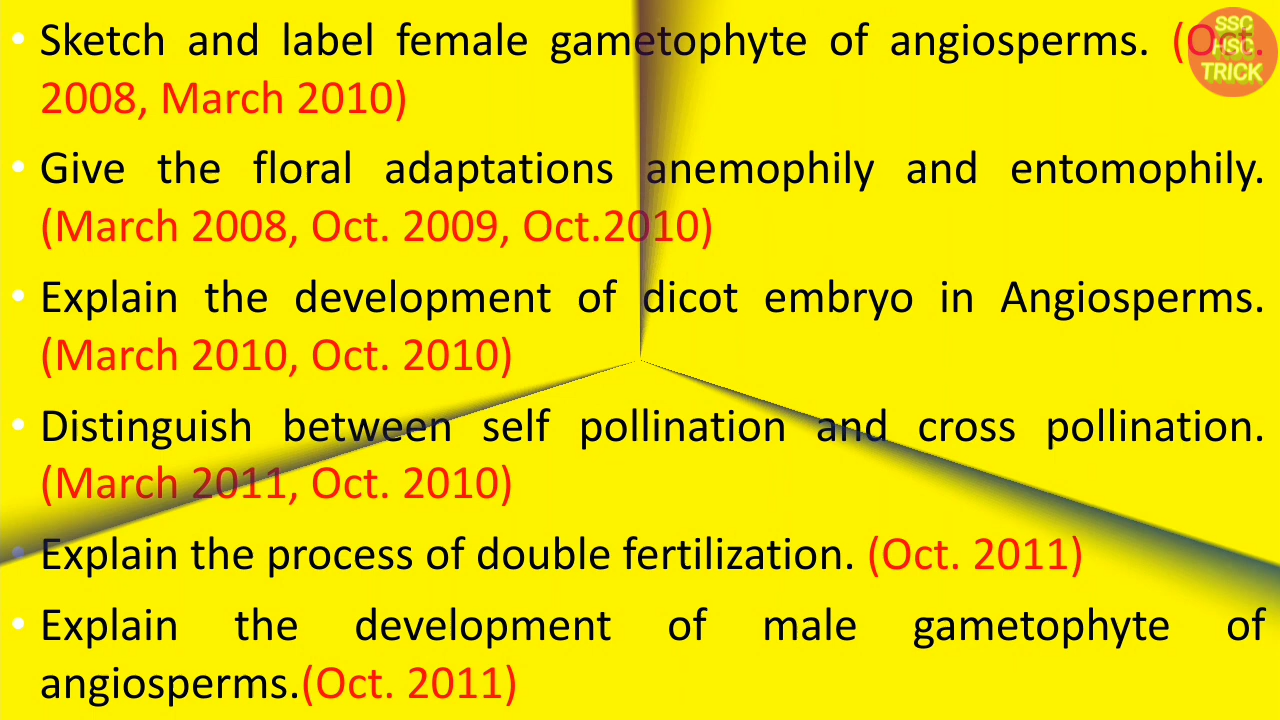 • Sketch and label female gametophyte of angiosperms. (Oct.
2008, March 2010)
• Give the floral adaptations anemophily and entomophily.
(March 2008, Oct. 2009, Oct.2010)
• Explain the development of dicot embryo in Angiosperms.
(March 2010, Oct. 2010)
• Distinguish between self pollination and cross pollination.
(March 2011, Oct. 2010)
• Explain the process of double fertilization. (Oct. 2011)
• Explain the development of male gametophyte of
angiosperms.(Oct. 2011)
SSC
HSC
TRICK